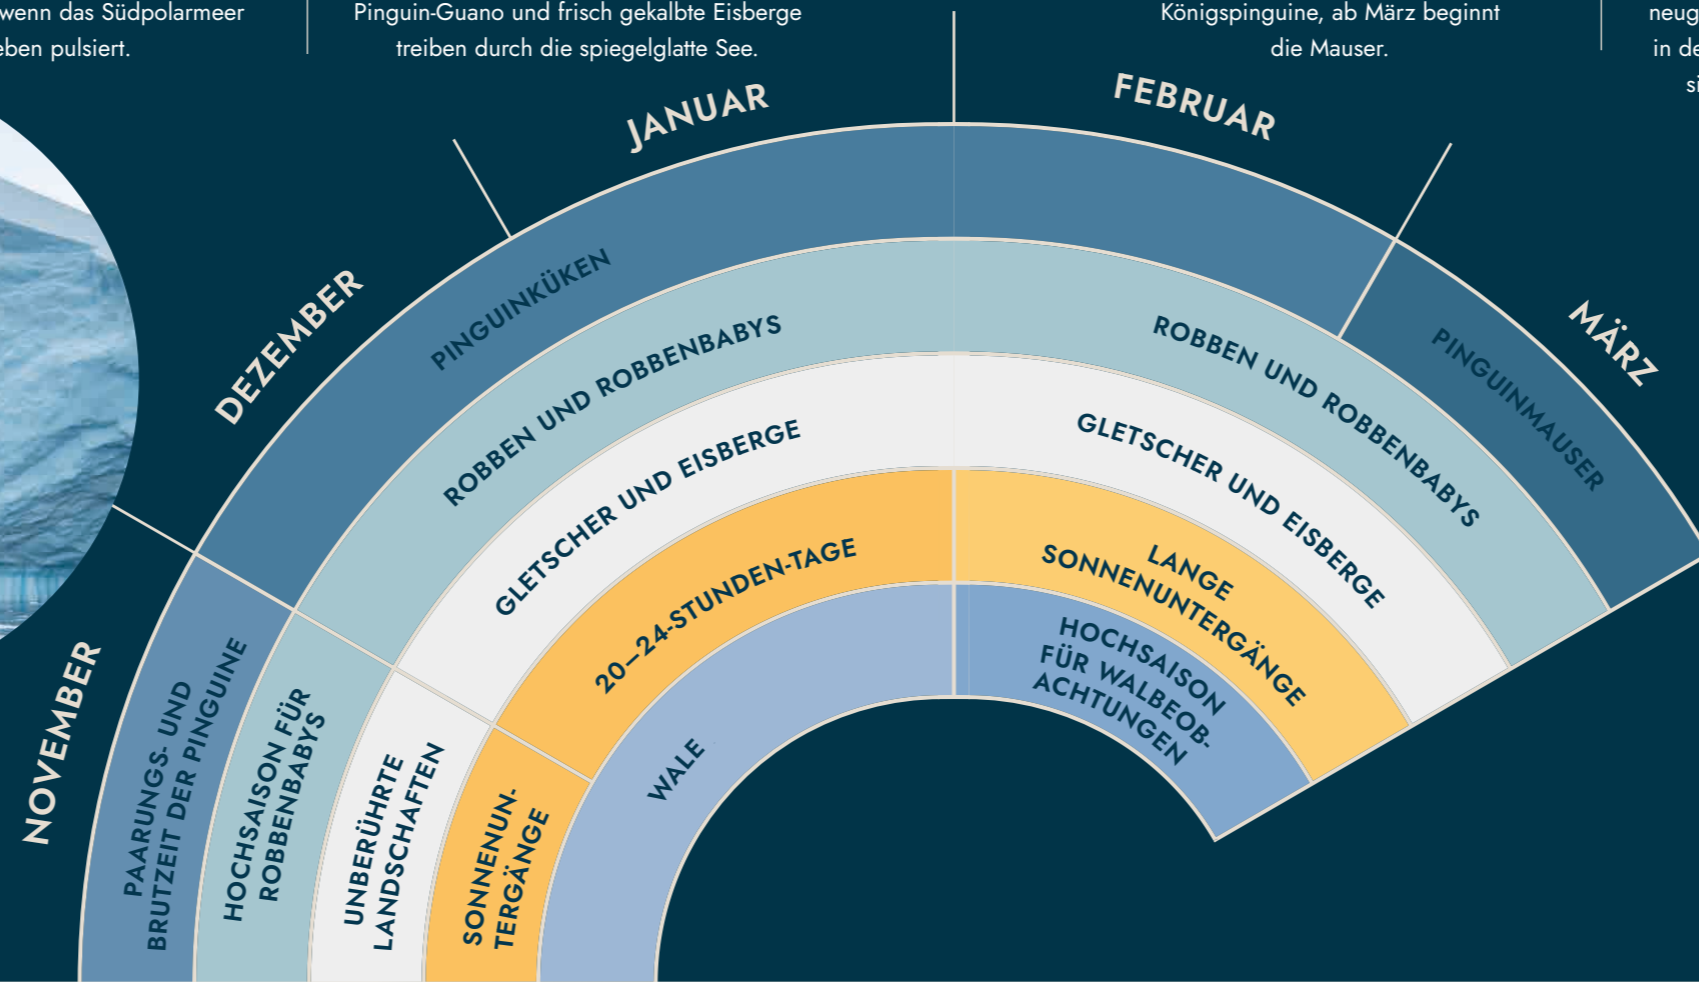 wenn das Südpolarmeer
eben pulsiert.
Pinguin-Guano und frisch gekalbte Eisberge
treiben durch die spiegelglatte See.
Königspinguine, ab März beginnt
die Mauser.
neug
in de
si
NOVEMBER
DEZEMBER
JANUAR
FEBRUAR
MÄRZ
PAARUNGS- UND
BRUTZEIT DER PINGUINE
PINGUINKÜKEN
PINGUINMAUSER
HOCHSAISON FÜR
ROBBENBABYS
ROBBEN UND ROBBENBABYS
ROBBEN UND ROBBENBABYS
UNBERÜHRTE
LANDSCHAFTEN
GLETSCHER UND EISBERGE
GLETSCHER UND EISBERGE
SONNENUN-
TERGÄNGE
20–24-STUNDEN-TAGE
LANGE
SONNENUNTERGÄNGE
WALE
HOCHSAISON
FÜR WALBEOB-
ACHTUNGEN